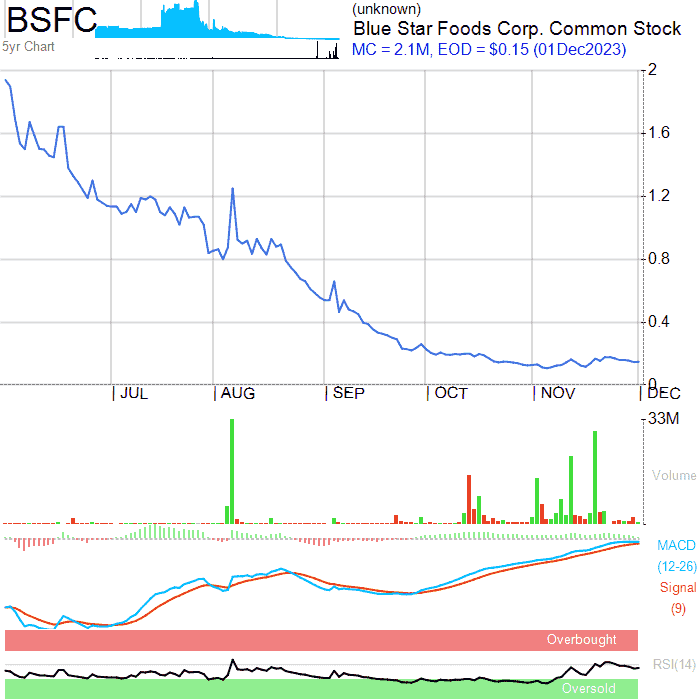 BSFC
5yr Chart
(unknown)
Blue Star Foods Corp. Common Stock
MC = 2.1M, EOD = $0.15 (01Dec2023)
2
1.6
1.2
0.8
0.4
0
JUL
AUG
SEP
OCT
NOV
DEC
33M
Volume
MACD
(12-26)
Signal
(9)
Overbought
RSI(14)
Oversold